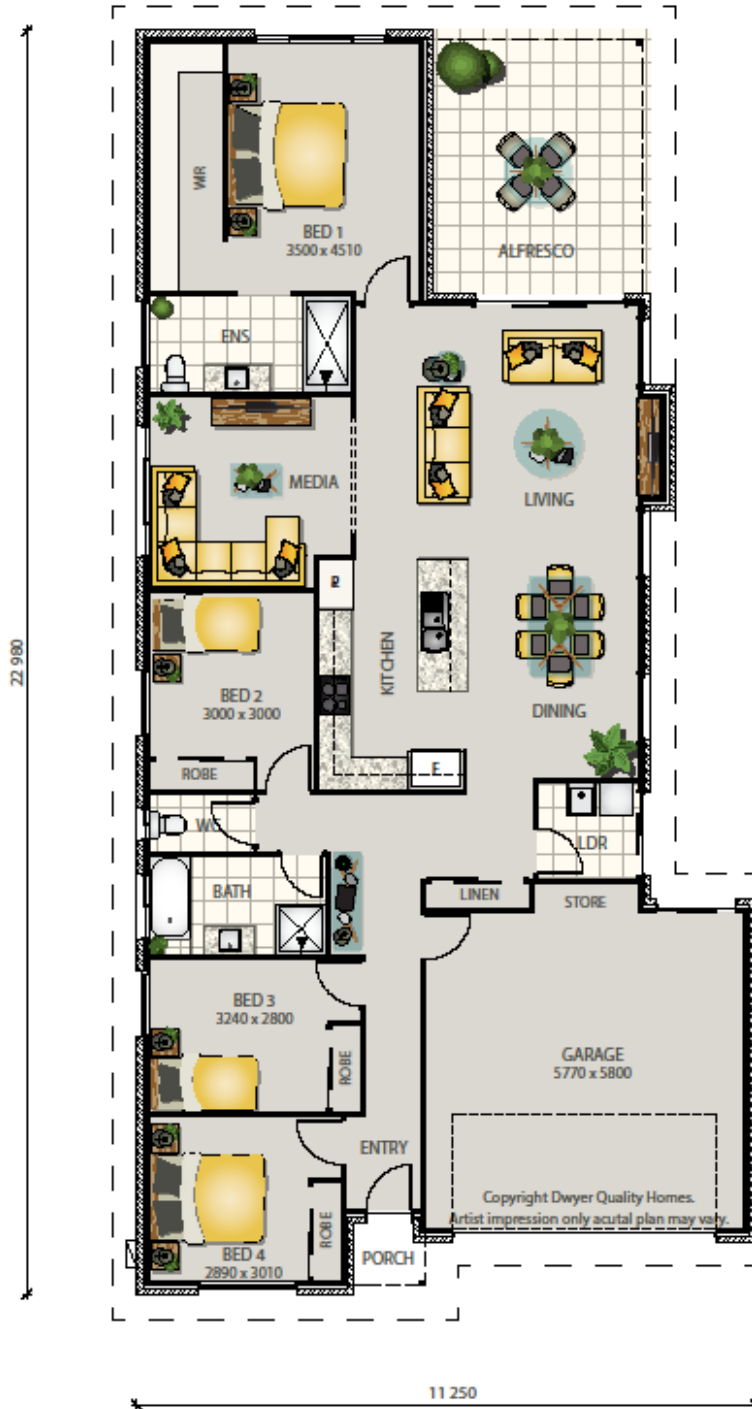 WIR
BED 1
3500 x 4510
ALFRESCO
ENS
MEDIA
LIVING
KITCHEN
BED 2
3000 x 3000
DINING
ROBE
F
WC
LDR
BATH
LINEN
STORE
BED 3
3240 x 2800
ROBE
GARAGE
5770 x 5800
ENTRY
Copyright Dwyer Quality Homes.
Artist impression only acutal plan may vary.
ROBE
BED 4
2890 x 3010
PORCH
22 980
11 250